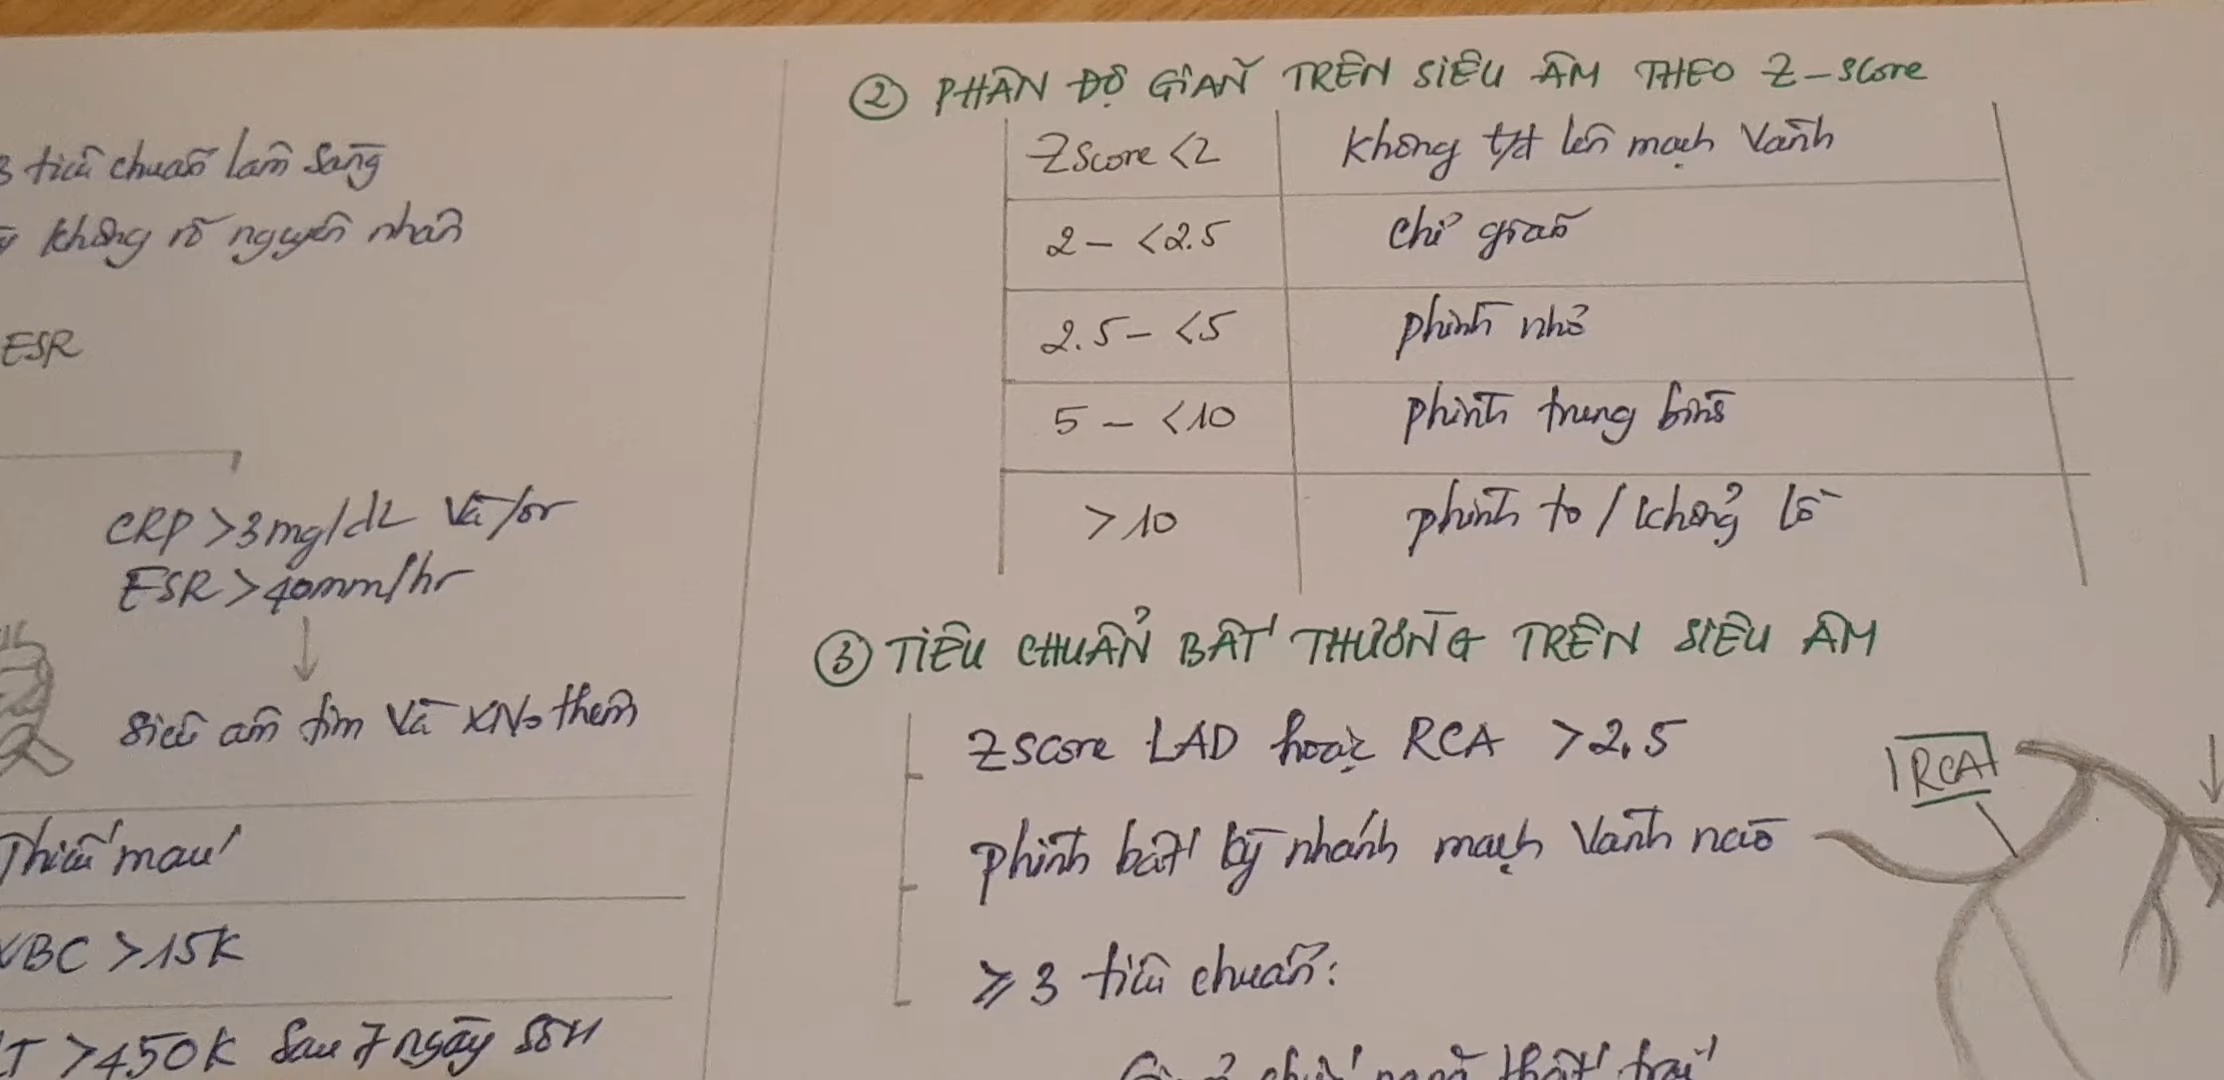 3 tiêu chuẩn lâm sàng
không rõ nguyên nhân
ESR
CRP >3mg/dL và/or
ESR >40mm/hr
↓
siêu âm tim và XN thêm
Thiếu máu
WBC >15K
>450K sau 7 ngày sốt
② PHÂN ĐỘ GIÃN TRÊN SIÊU ÂM THEO Z-Score
ZScore <2 không t/đ lên mạch vành
2 - <2.5 chỉ giãn
2.5 - <5 phình nhỏ
5 - <10 phình trung bình
>10 phình to / khổng lồ
③ TIÊU CHUẨN BẤT THƯỜNG TRÊN SIÊU ÂM
ZScore LAD hoặc RCA >2.5
phình bất kỳ nhánh mạch vành nào
≥ 3 tiêu chuẩn:
thất trái
RCA